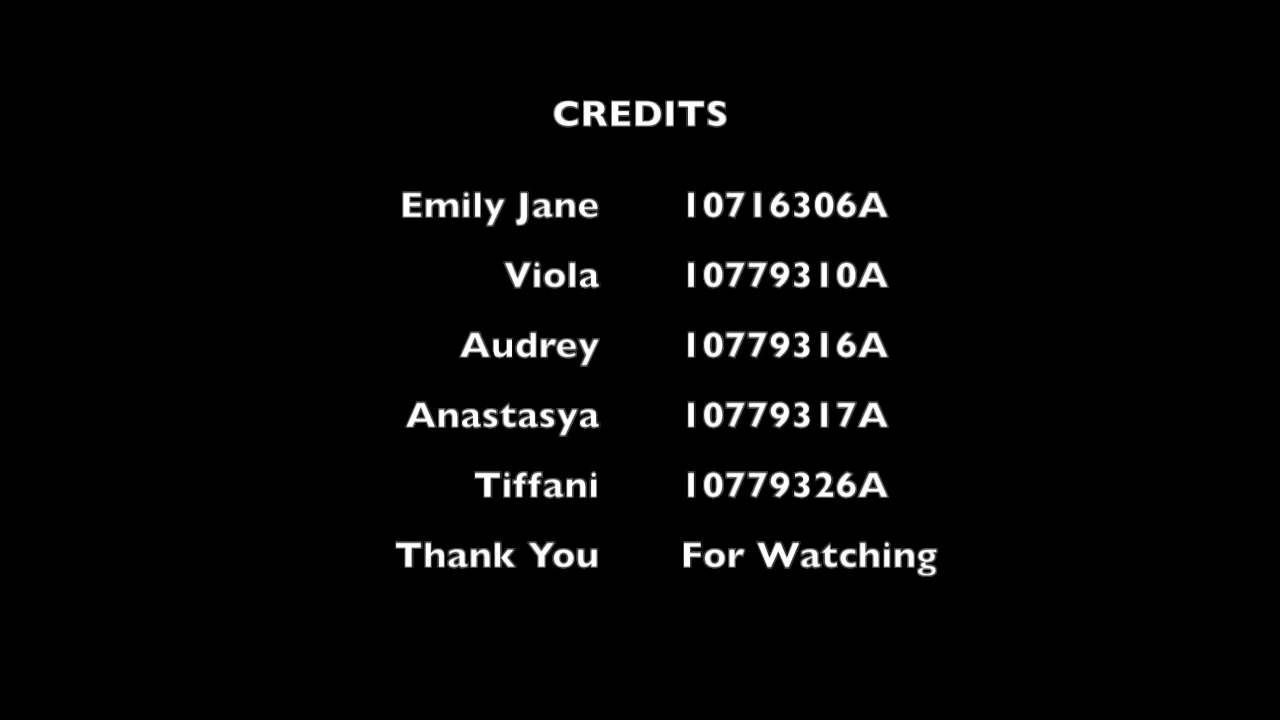 CREDITS
Emily Jane 10716306A
Viola 10779310A
Audrey 10779316A
Anastasya 10779317A
Tiffani 10779326A
Thank You For Watching